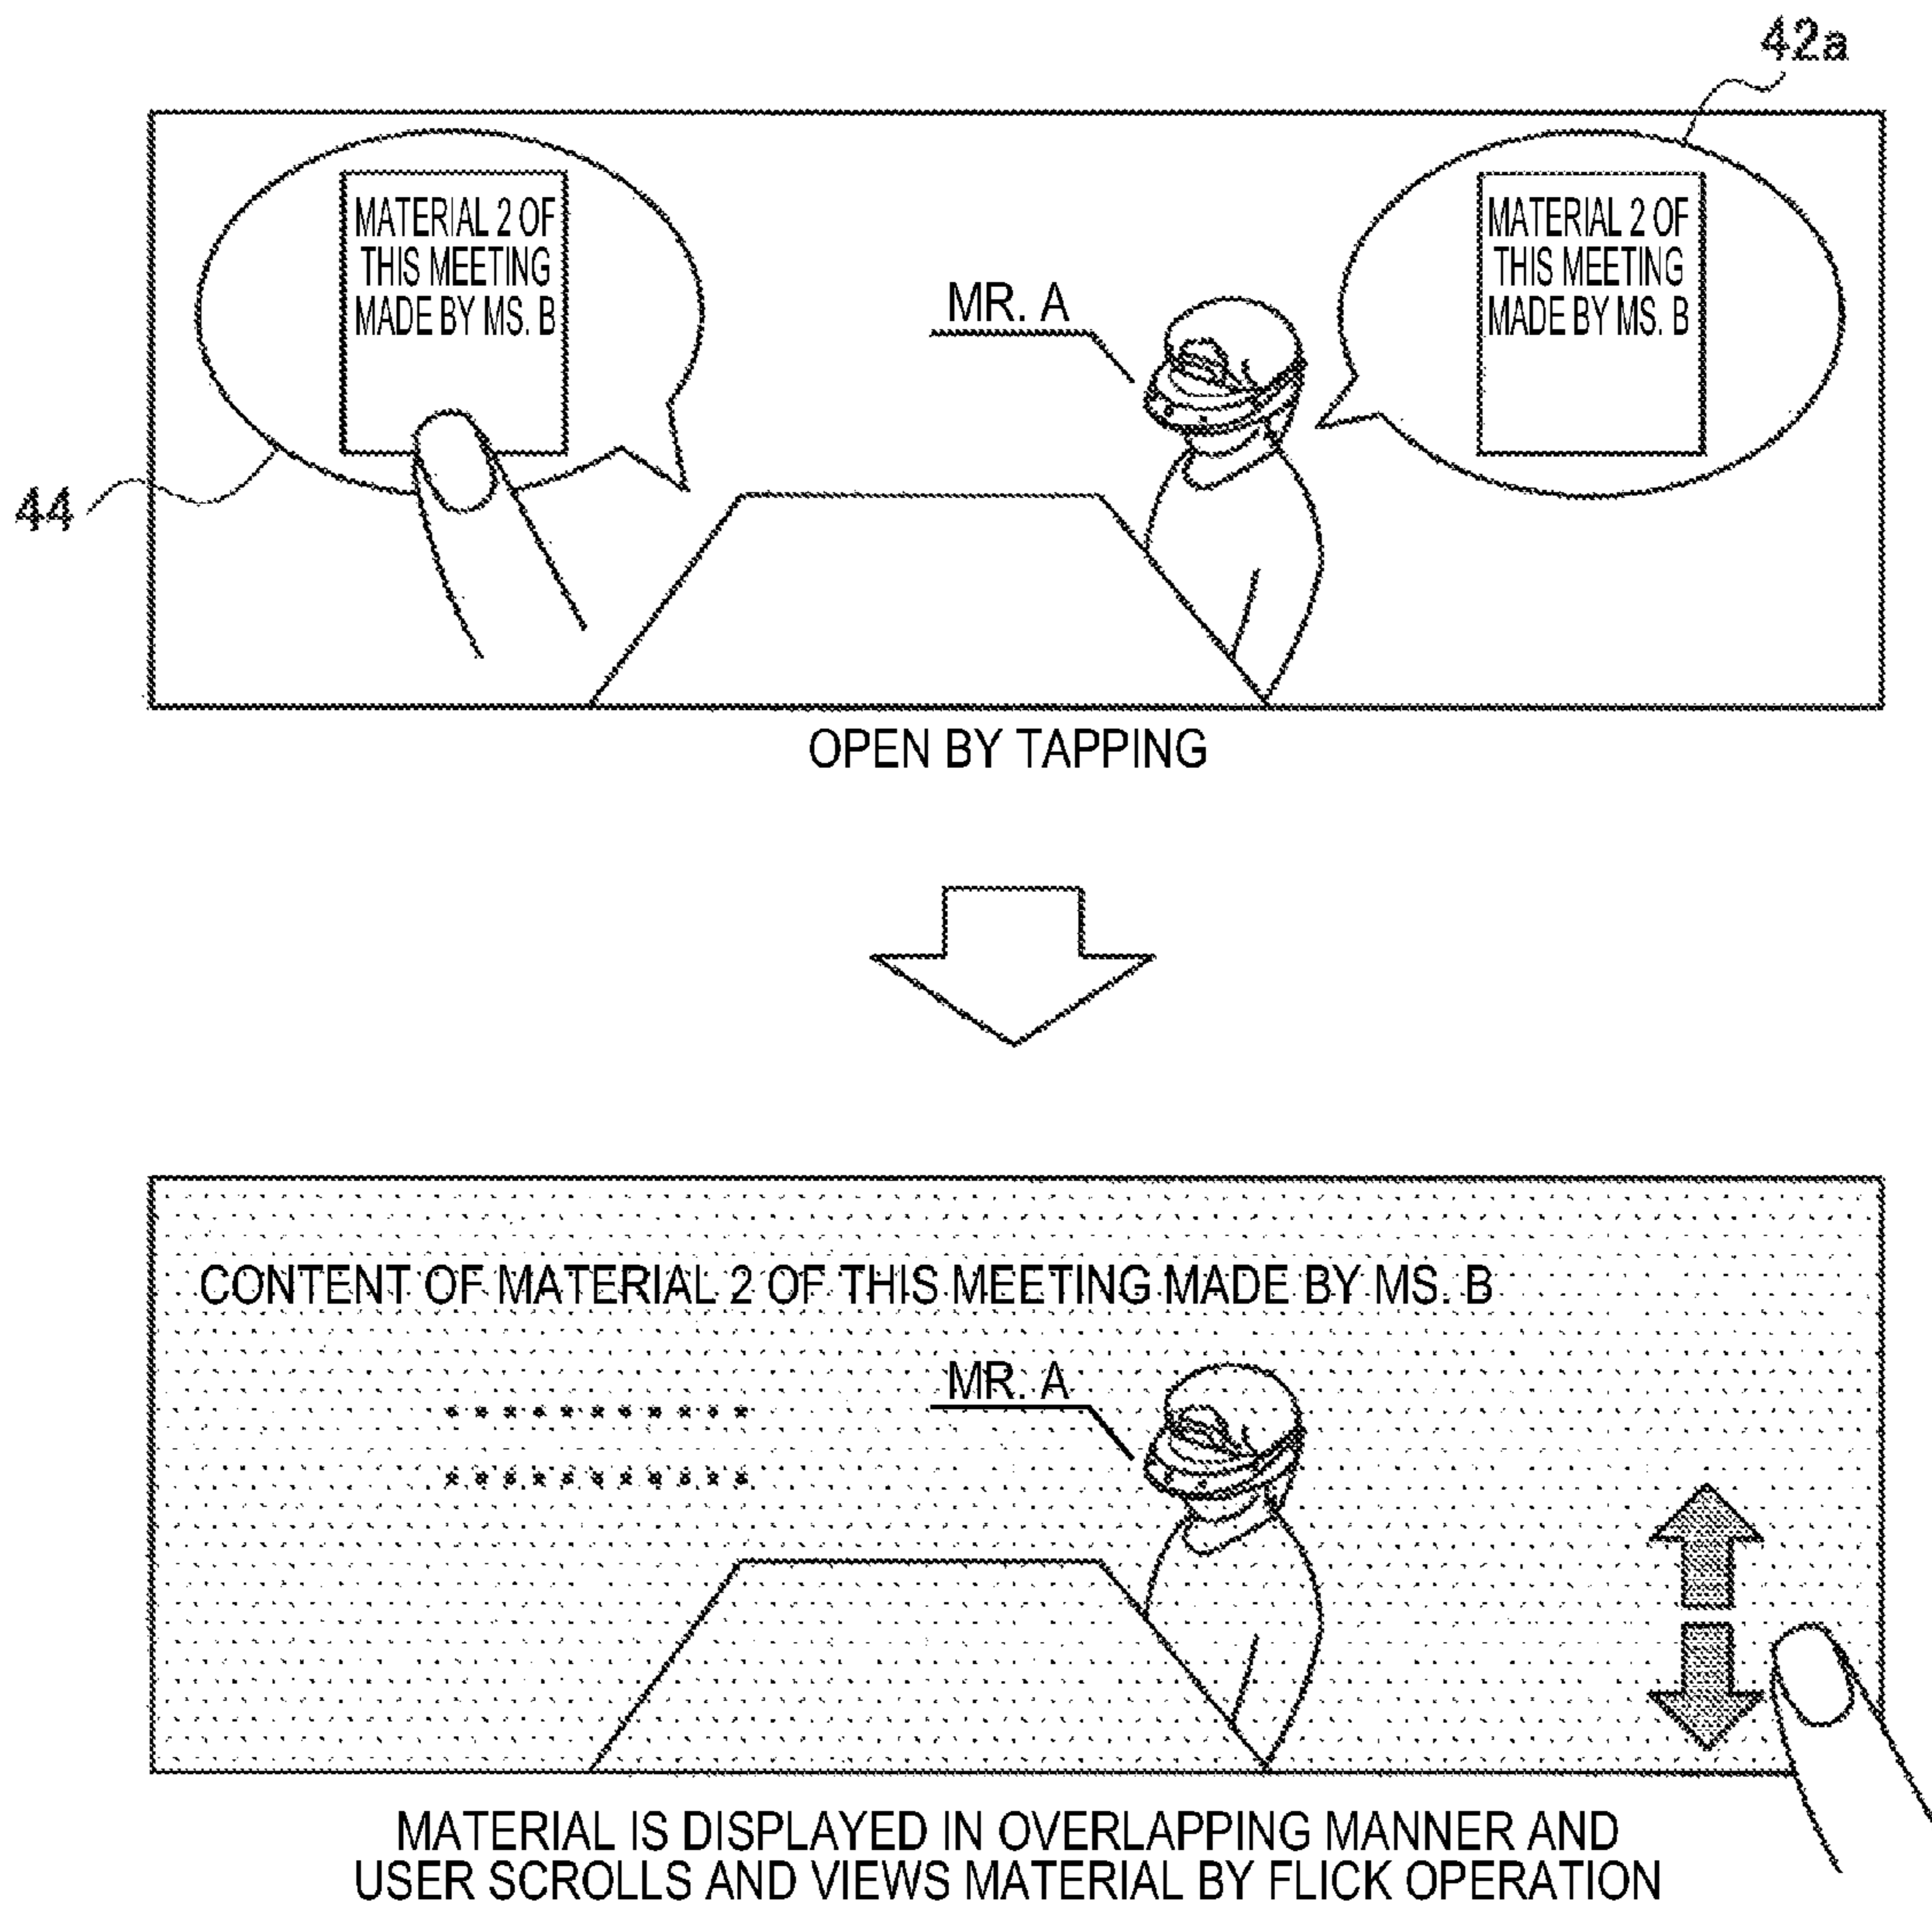 42a
MATERIAL 2 OF
THIS MEETING
MADE BY MS. B
MR. A
MATERIAL 2 OF
THIS MEETING
MADE BY MS. B
44
OPEN BY TAPPING
CONTENT OF MATERIAL 2 OF THIS MEETING MADE BY MS. B
MR. A
MATERIAL IS DISPLAYED IN OVERLAPPING MANNER AND
USER SCROLLS AND VIEWS MATERIAL BY FLICK OPERATION